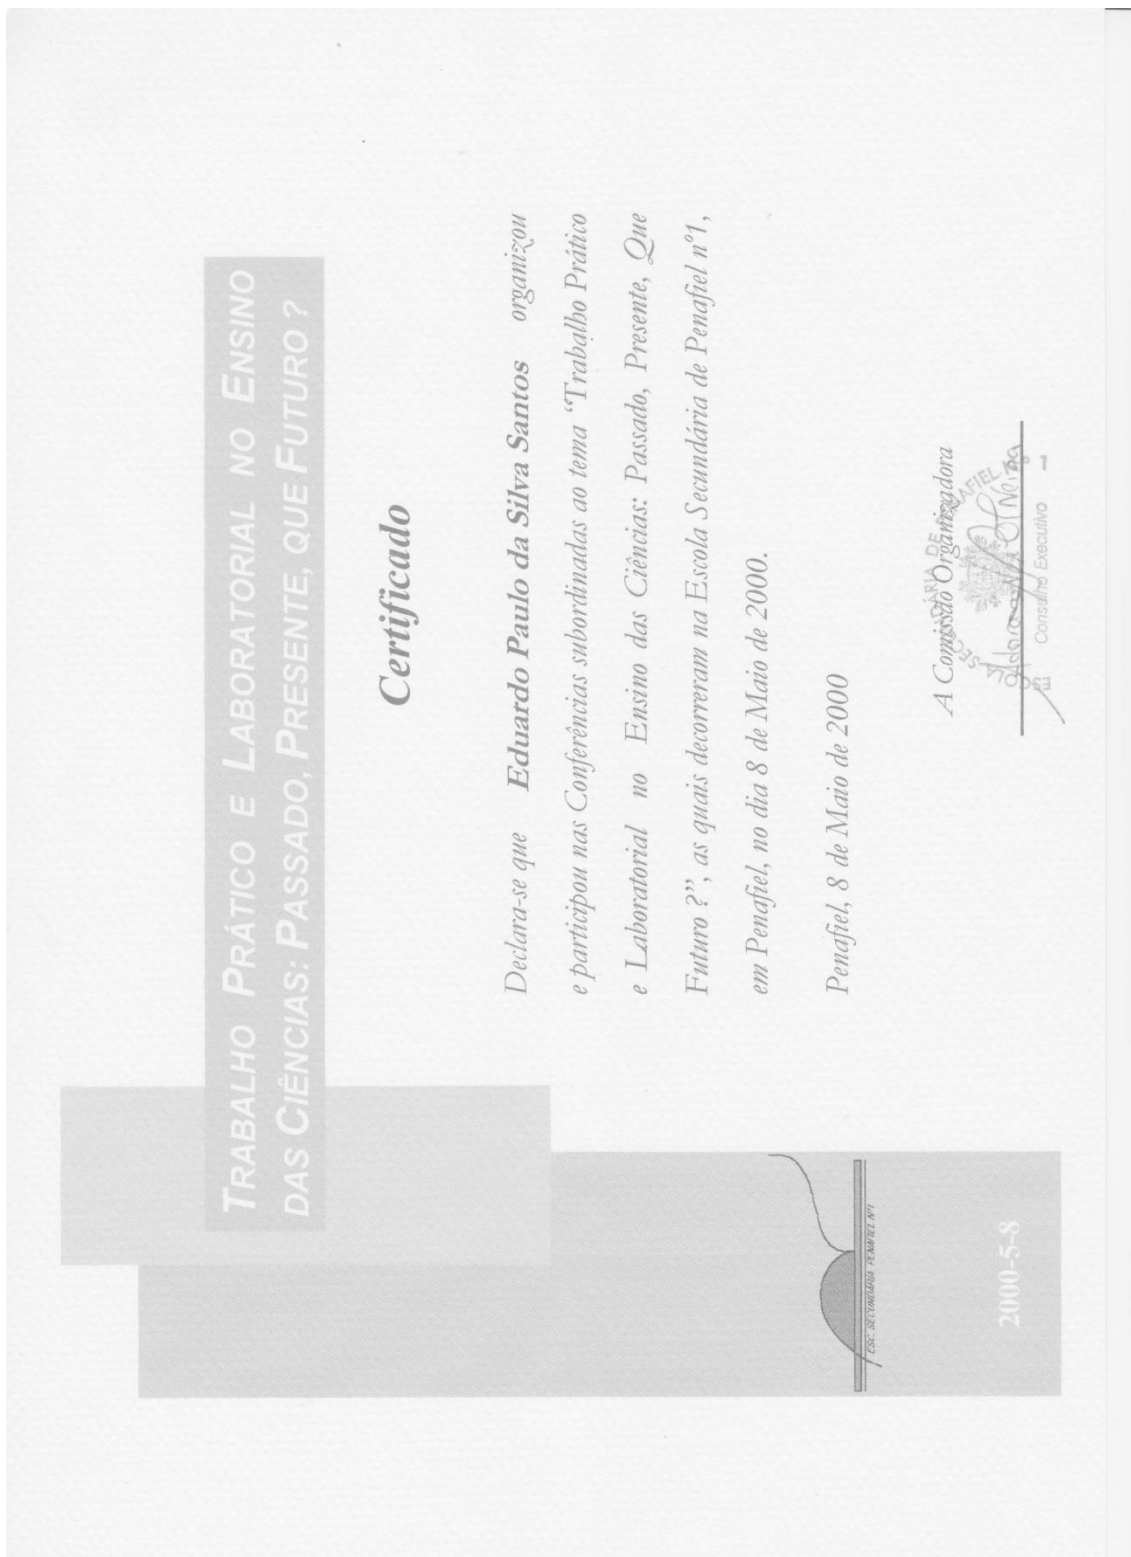 TRABALHO PRÁTICO E LABORATORIAL NO ENSINO
DAS CIÊNCIAS: PASSADO, PRESENTE, QUE FUTURO ?
Certificado
Declara-se que Eduardo Paulo da Silva Santos organizou
e participou nas Conferências subordinadas ao tema “Trabalho Prático
e Laboratorial no Ensino das Ciências: Passado, Presente, Que
Futuro ?”, as quais decorreram na Escola Secundária de Penafiel nº1,
em Penafiel, no dia 8 de Maio de 2000.
Penafiel, 8 de Maio de 2000
A Comissão Organizadora
Conselho Executivo
ESC. SECUNDÁRIA PENAFIEL Nº1
2000-5-8